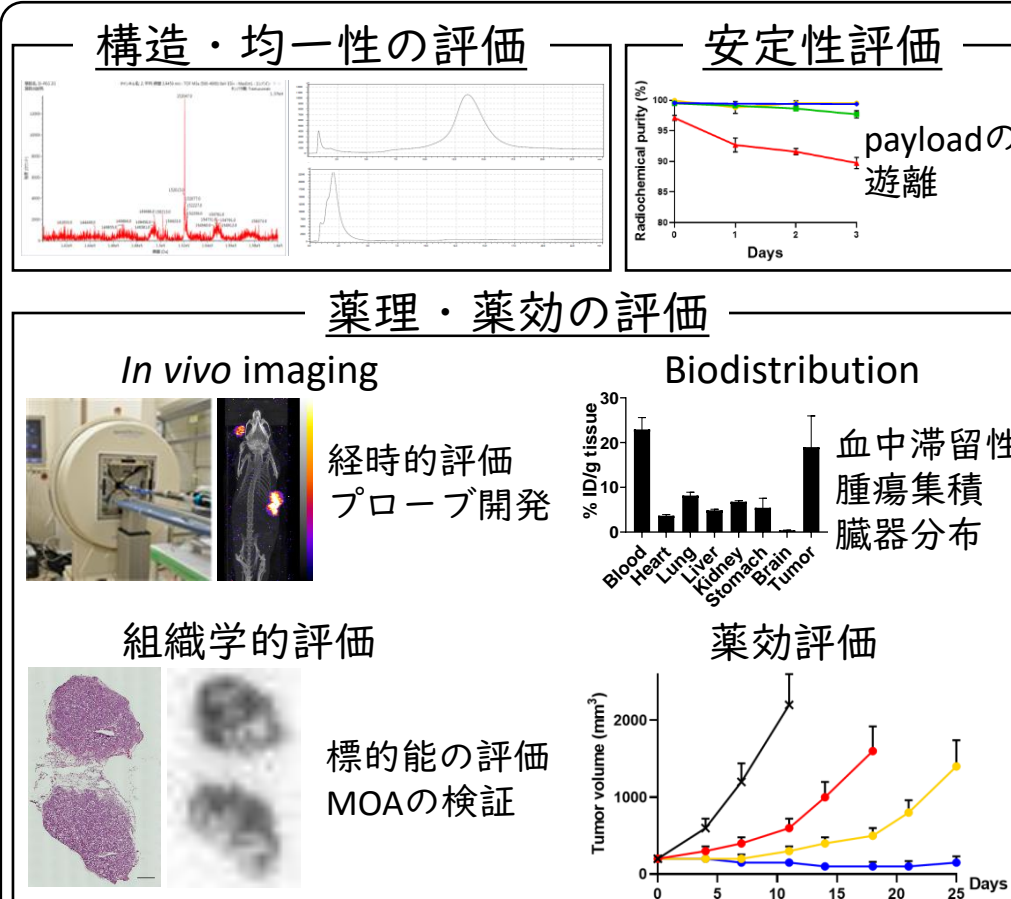 構造・均一性の評価
安定性評価
Radiochemical purity (%)
100
95
90
85
80
0 1 2 3
Days
payloadの
遊離
薬理・薬効の評価
In vivo imaging
経時的評価
プローブ開発
Biodistribution
% ID/g tissue
30
20
10
0
Blood
Heart
Lung
Liver
Kidney
Stomach
Brain
Tumor
血中滞留性
腫瘍集積
臓器分布
組織学的評価
標的能の評価
MOAの検証
薬効評価
Tumor volume (mm³)
2000
1000
0
0 5 10 15 20 25 Days